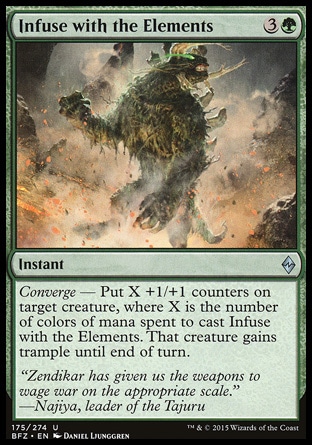 Infuse with the Elements 3
Instant
Converge — Put X +1/+1 counters on
target creature, where X is the number
of colors of mana spent to cast Infuse
with the Elements. That creature gains
trample until end of turn.
“Zendikar has given us the weapons to
wage war on the appropriate scale.”
—Najiya, leader of the Tajuru
175/274 U
BFZ • EN Daniel Ljunggren
™ & © 2015 Wizards of the Coast